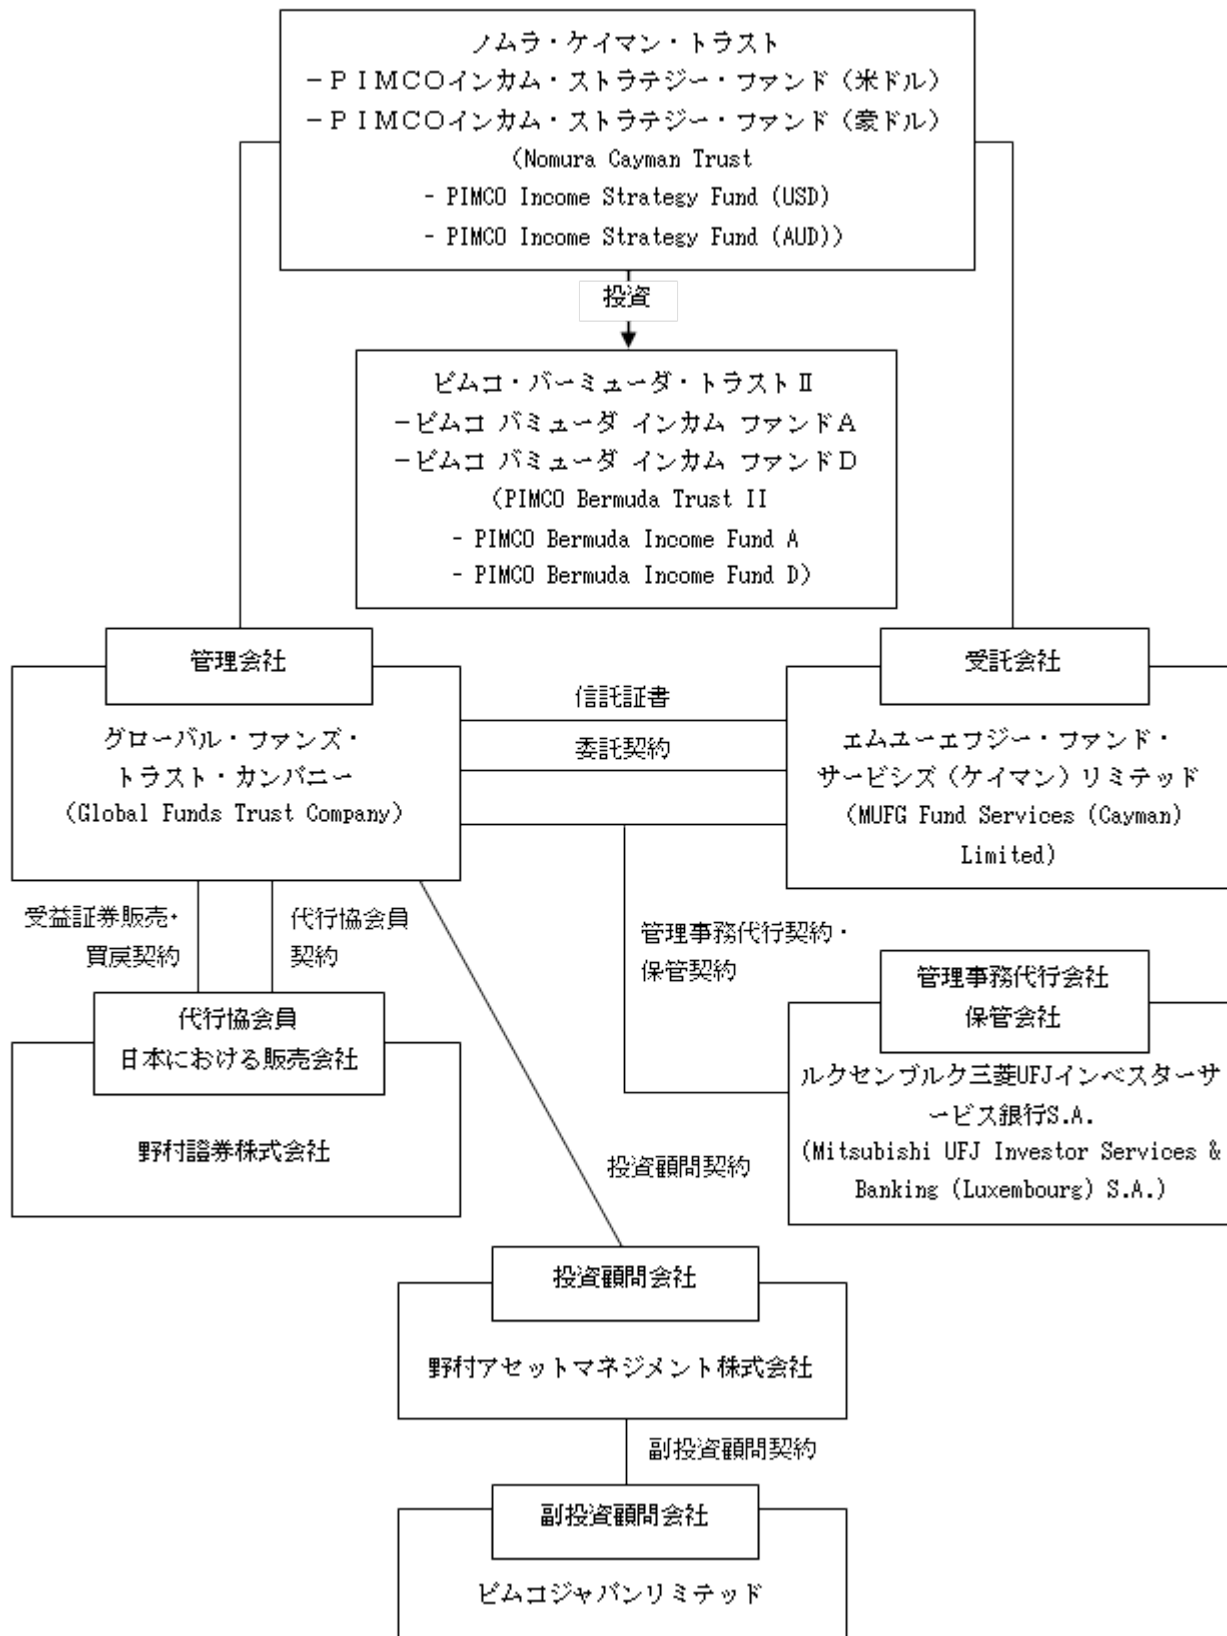 ノムラ・ケイマン・トラスト
－ＰＩＭＣＯインカム・ストラテジー・ファンド（米ドル）
－ＰＩＭＣＯインカム・ストラテジー・ファンド（豪ドル）
(Nomura Cayman Trust
- PIMCO Income Strategy Fund (USD)
- PIMCO Income Strategy Fund (AUD))
投資
ピムコ・バーミューダ・トラストⅡ
－ピムコ バミューダ インカム ファンドＡ
－ピムコ バミューダ インカム ファンドＤ
(PIMCO Bermuda Trust II
- PIMCO Bermuda Income Fund A
- PIMCO Bermuda Income Fund D)
管理会社
グローバル・ファンズ・
トラスト・カンパニー
(Global Funds Trust Company)
信託証書
委託契約
受託会社
エムユーエフジー・ファンド・
サービシズ（ケイマン）リミテッド
(MUFG Fund Services (Cayman)
Limited)
受益証券販売・
買戻契約
代行協会員
契約
管理事務代行契約・
保管契約
代行協会員
日本における販売会社
野村證券株式会社
管理事務代行会社
保管会社
ルクセンブルク三菱UFJインベスターサ
ービス銀行S.A.
(Mitsubishi UFJ Investor Services &
Banking (Luxembourg) S.A.)
投資顧問契約
投資顧問会社
野村アセットマネジメント株式会社
副投資顧問契約
副投資顧問会社
ピムコジャパンリミテッド